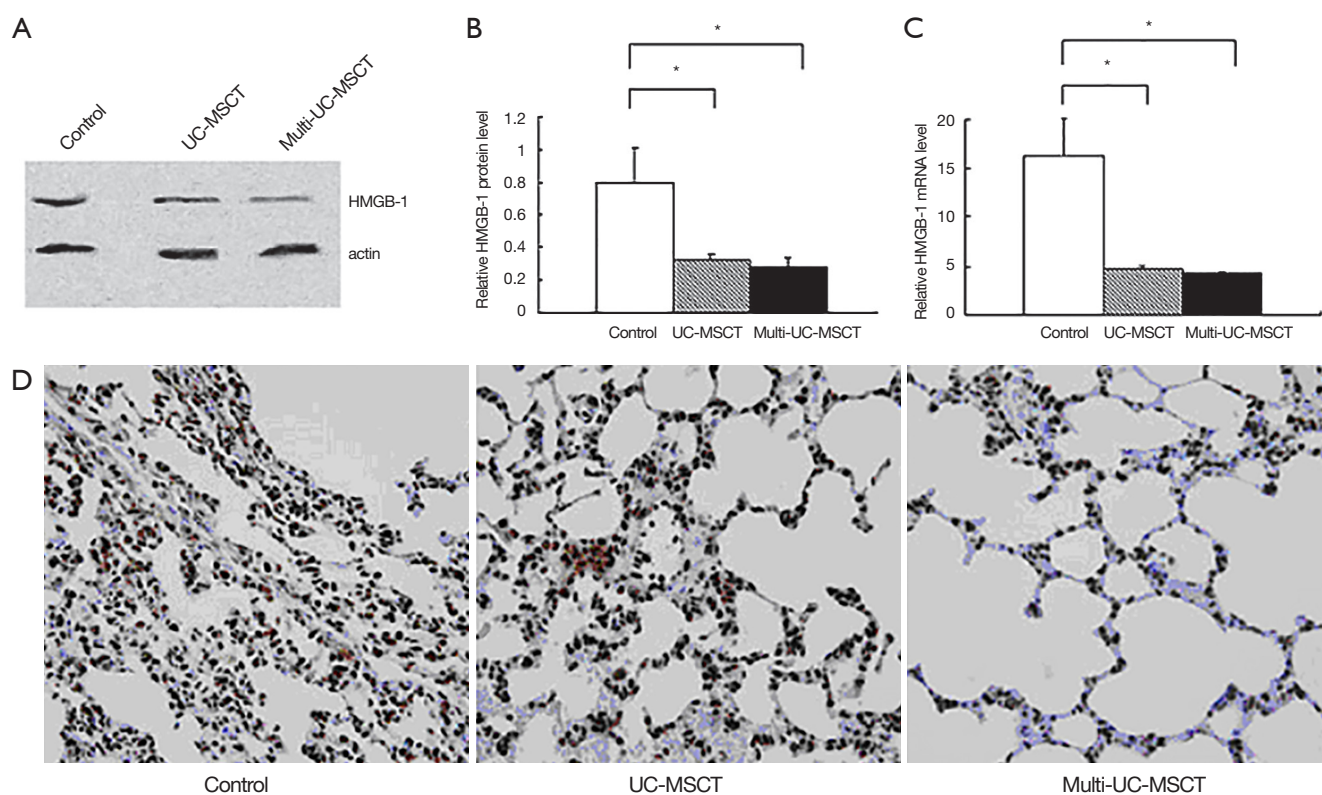 A
Control
UC-MSCT
Multi-UC-MSCT
HMGB-1
actin
B
*
*
Relative HMGB-1 protein level
1.2
1
0.8
0.6
0.4
0.2
0
Control
UC-MSCT
Multi-UC-MSCT
C
*
*
Relative HMGB-1 mRNA level
20
15
10
5
0
Control
UC-MSCT
Multi-UC-MSCT
D
Control
UC-MSCT
Multi-UC-MSCT